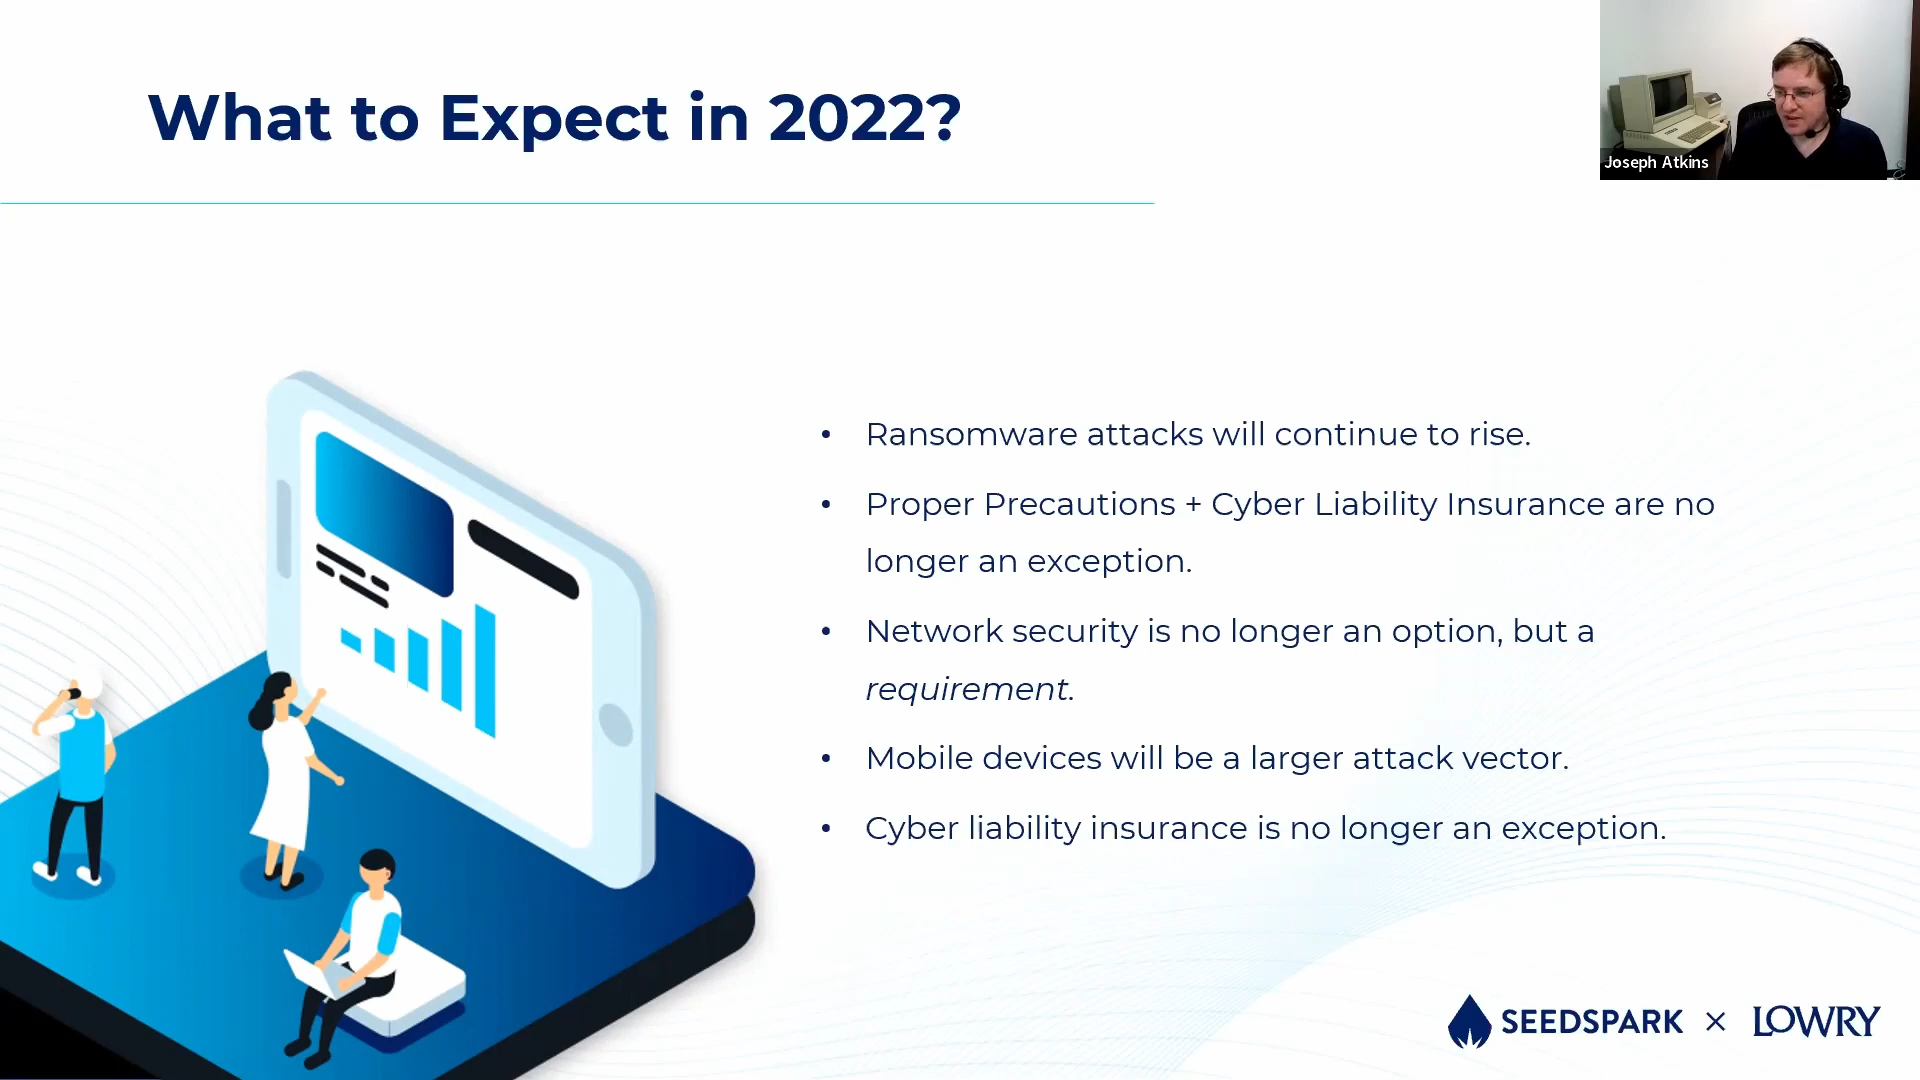 What to Expect in 2022?
Joseph Atkins
• Ransomware attacks will continue to rise.
• Proper Precautions + Cyber Liability Insurance are no
longer an exception.
• Network security is no longer an option, but a
requirement.
• Mobile devices will be a larger attack vector.
• Cyber liability insurance is no longer an exception.
SEEDSPARK × LOWRY